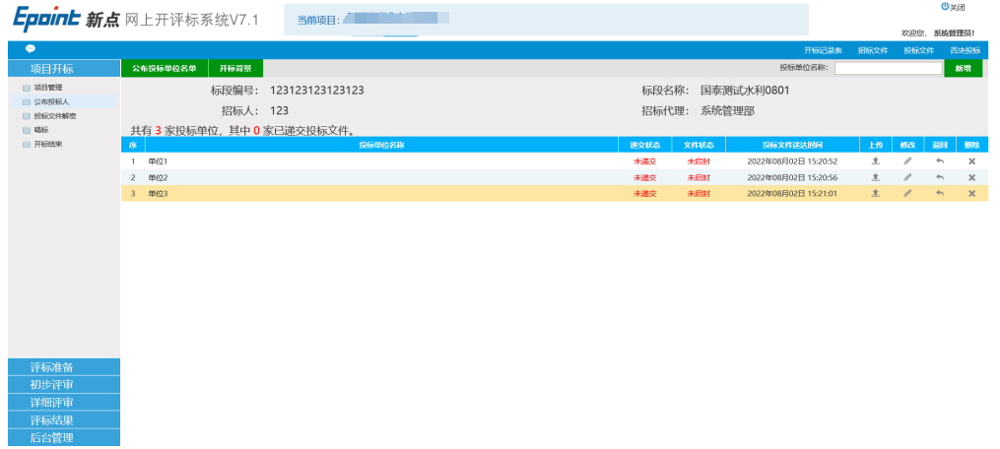 Epoint 新点 网上开评标系统V7.1
当前项目:
关闭
欢迎您, 系统管理员!
开标记录表 招标文件 投标文件 否决投标
项目开标
公布投标单位名单 开标背景
投标单位名称: 新增
项目管理
公布投标人
投标文件解密
唱标
开标结束
标段编号: 123123123123123
标段名称: 国泰测试水利0801
招标人: 123
招标代理: 系统管理部
共有 3 家投标单位, 其中 0 家已递交投标文件。
序 投标单位名称 递交状态 文件状态 投标文件送达时间 上传 修改 退回 删除
1 单位1 未递交 未启封 2022年08月02日 15:20:52
2 单位2 未递交 未启封 2022年08月02日 15:20:56
3 单位3 未递交 未启封 2022年08月02日 15:21:01
评标准备
初步评审
详细评审
评标结果
后台管理